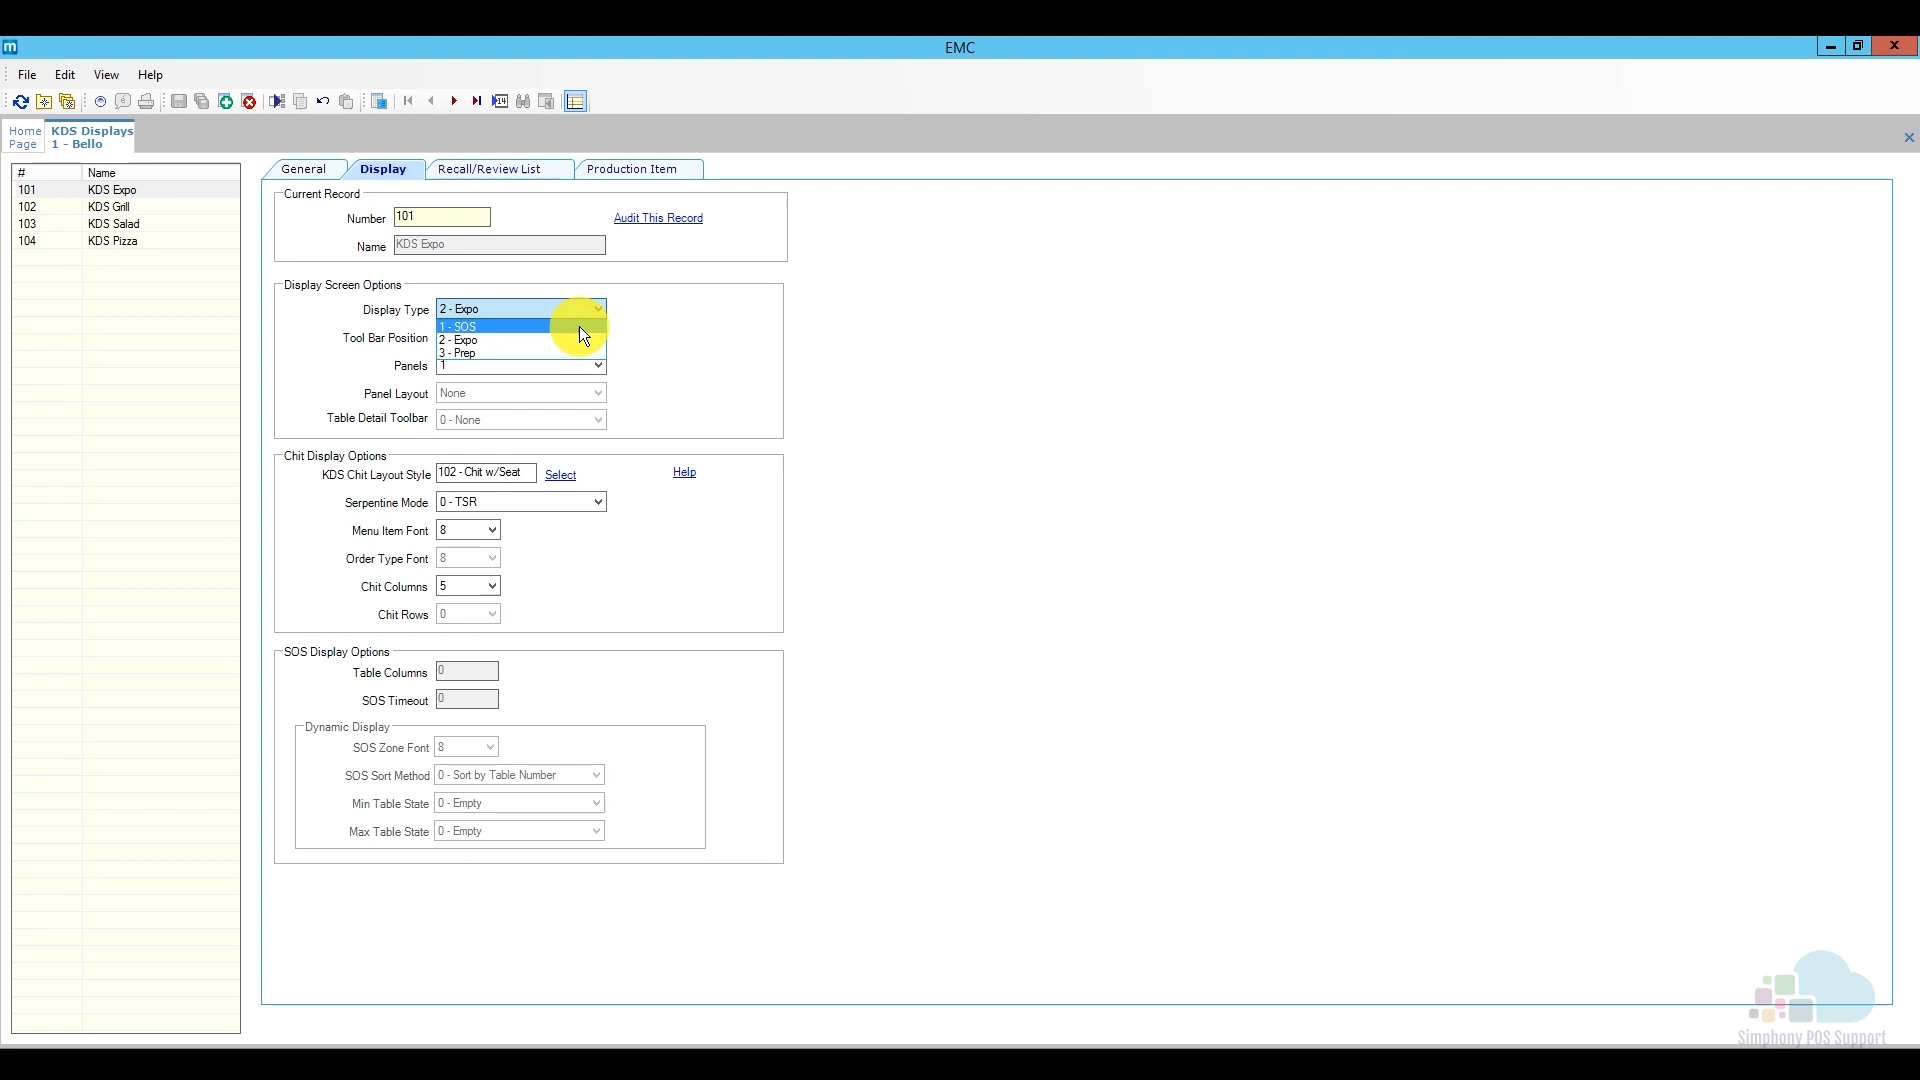 m
EMC
File Edit View Help
Home Page
KDS Displays
1 - Bello
# Name
101 KDS Expo
102 KDS Grill
103 KDS Salad
104 KDS Pizza
General Display Recall/Review List Production Item
Current Record
Number 101 Audit This Record
Name KDS Expo
Display Screen Options
Display Type 2 - Expo
1 - SOS
Tool Bar Position 2 - Expo
3 - Prep
Panels 1
Panel Layout None
Table Detail Toolbar 0 - None
Chit Display Options
KDS Chit Layout Style 102 - Chit w/Seat Select Help
Serpentine Mode 0 - TSR
Menu Item Font 8
Order Type Font 8
Chit Columns 5
Chit Rows 0
SOS Display Options
Table Columns 0
SOS Timeout 0
Dynamic Display
SOS Zone Font 8
SOS Sort Method 0 - Sort by Table Number
Min Table State 0 - Empty
Max Table State 0 - Empty
Simphony POS Support